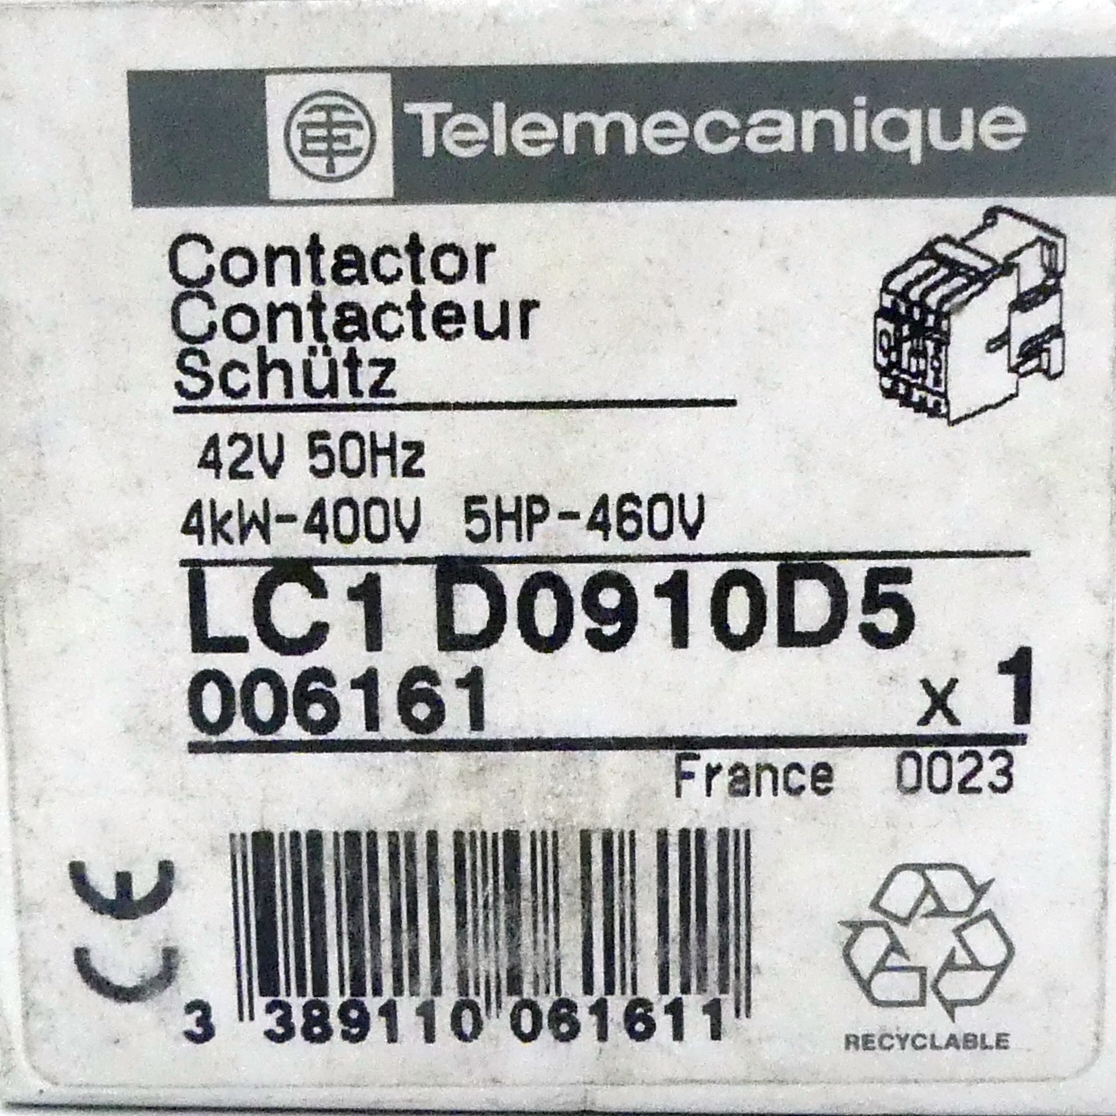 Telemecanique
Contactor
Contacteur
Schütz
42V 50Hz
4kW-400V 5HP-460V
LC1 D0910D5
006161 x 1
France 0023
CE
3 389110 061611
RECYCLABLE